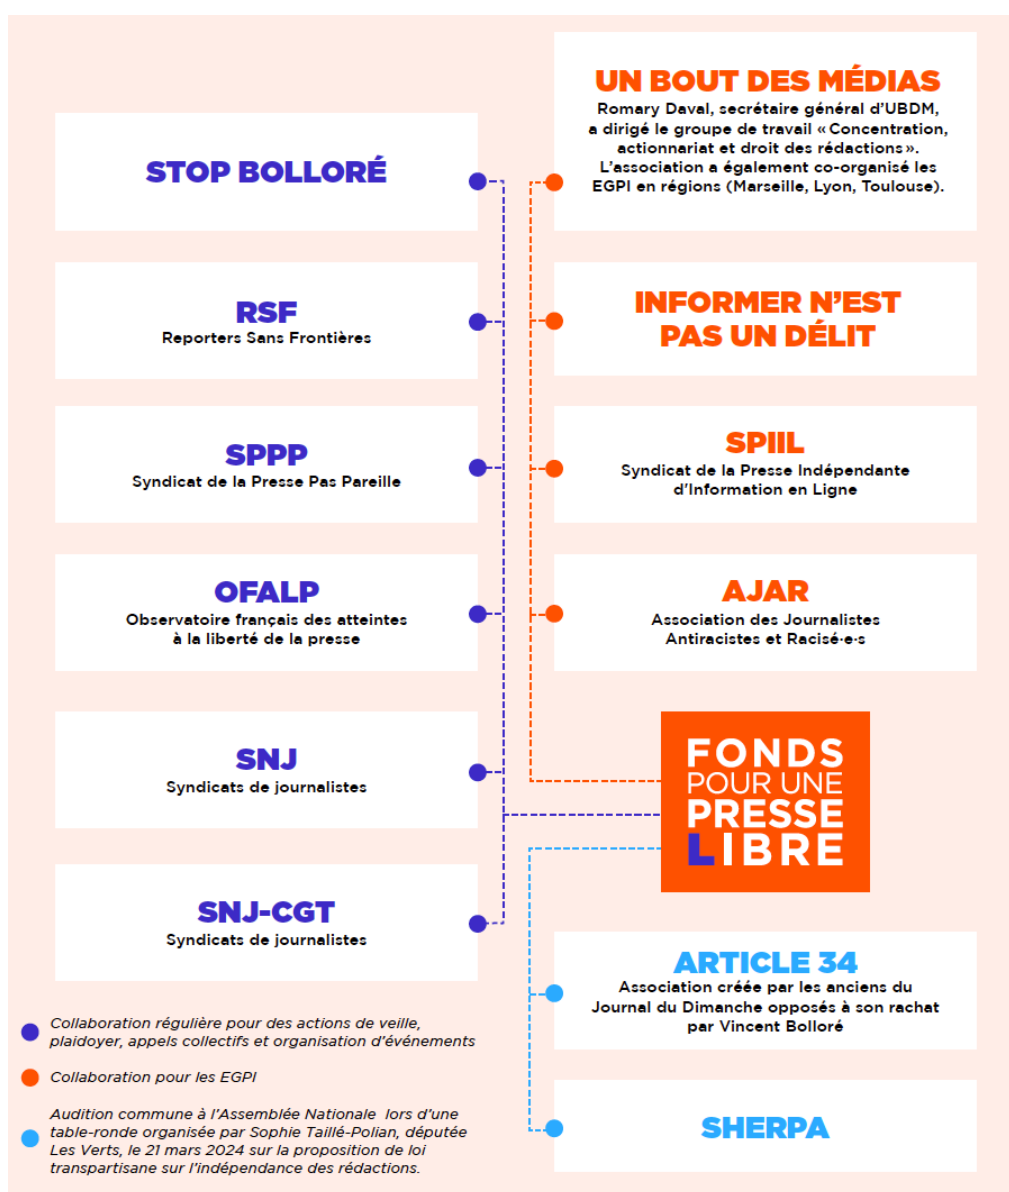 STOP BOLLORÉ
RSF
Reporters Sans Frontières
SPPP
Syndicat de la Presse Pas Pareille
OFALP
Observatoire français des atteintes
à la liberté de la presse
SNJ
Syndicats de journalistes
SNJ-CGT
Syndicats de journalistes
UN BOUT DES MÉDIAS
Romary Daval, secrétaire général d’UBDM,
a dirigé le groupe de travail « Concentration,
actionnariat et droit des rédactions ».
L’association a également co-organisé les
EGPI en régions (Marseille, Lyon, Toulouse).
INFORMER N’EST
PAS UN DÉLIT
SPIIL
Syndicat de la Presse Indépendante
d’Information en Ligne
AJAR
Association des Journalistes
Antiracistes et Racisé·e·s
FONDS
POUR UNE
PRESSE
LIBRE
ARTICLE 34
Association créée par les anciens du
Journal du Dimanche opposés à son rachat
par Vincent Bolloré
SHERPA
Collaboration régulière pour des actions de veille,
plaidoyer, appels collectifs et organisation d’événements
Collaboration pour les EGPI
Audition commune à l’Assemblée Nationale lors d’une
table-ronde organisée par Sophie Taillé-Polian, députée
Les Verts, le 21 mars 2024 sur la proposition de loi
transpartisane sur l’indépendance des rédactions.